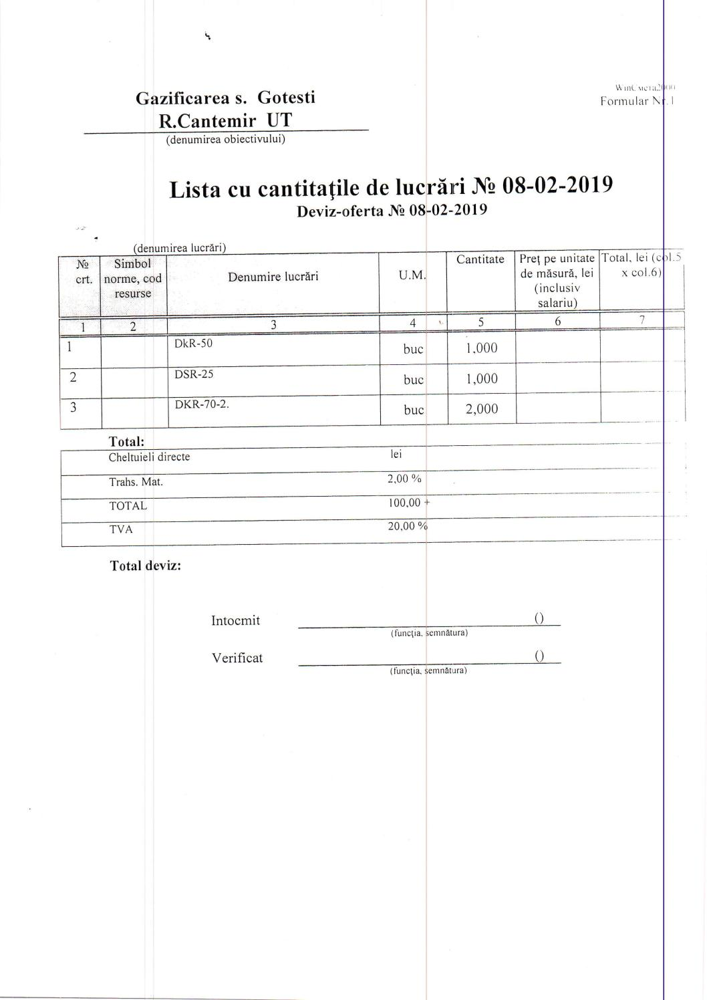 WinCmeta2000
Formular Nr.1
Gazificarea s. Gotesti
R.Cantemir UT
(denumirea obiectivului)
Lista cu cantitaţile de lucrări № 08-02-2019
Deviz-oferta № 08-02-2019
(denumirea lucrări)
№ crt.
Simbol norme, cod resurse
Denumire lucrări
U.M.
Cantitate
Preţ pe unitate de măsură, lei (inclusiv salariu)
Total, lei (col.5 x col.6)
1 2 3 4 5 6 7
1 DkR-50 buc 1,000
2 DSR-25 buc 1,000
3 DKR-70-2. buc 2,000
Total:
Cheltuieli directe lei
Trahs. Mat. 2,00 %
TOTAL 100,00 +
TVA 20,00 %
Total deviz:
Intocmit ()
(funcţia, semnătura)
Verificat ()
(funcţia, semnătura)